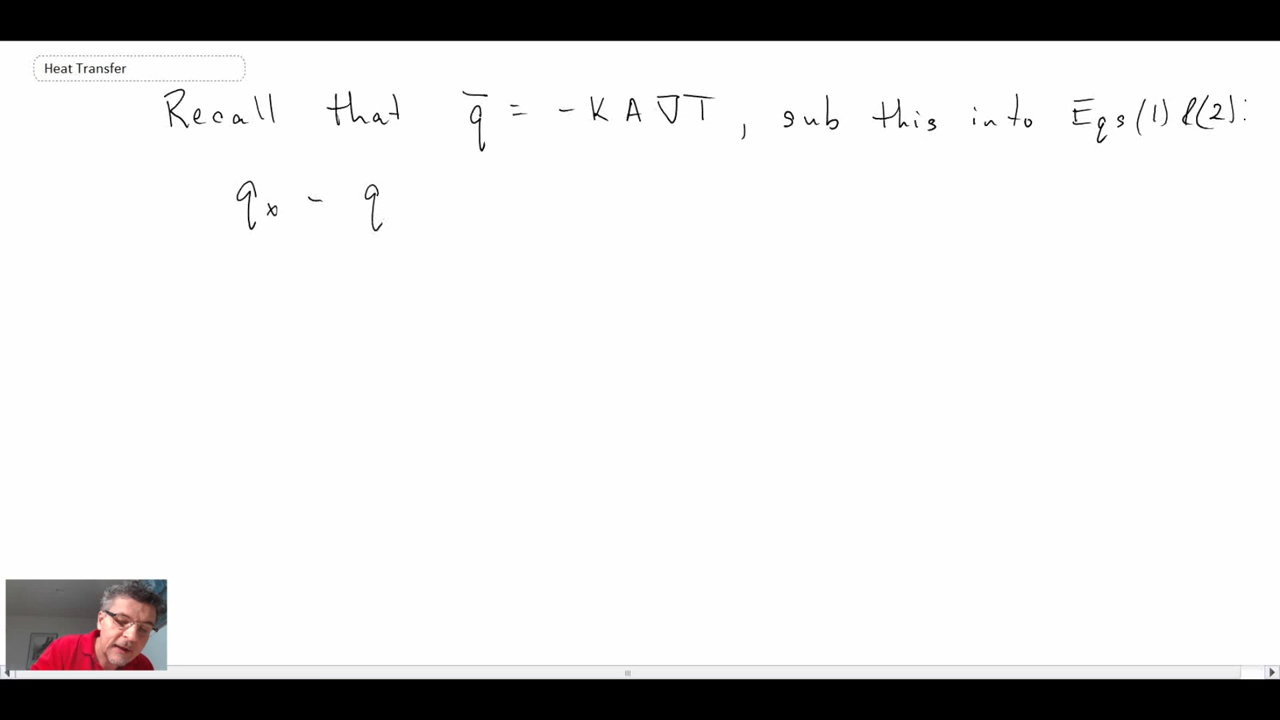 Heat Transfer
Recall that q̄ = -KA∇T, sub this into Eqs(1)&(2):
qₓ - q